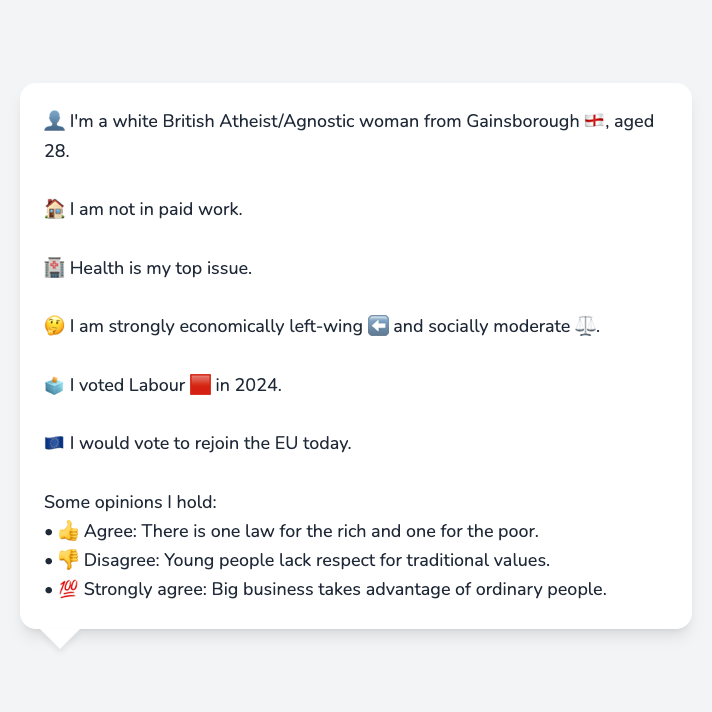 👤 I'm a white British Atheist/Agnostic woman from Gainsborough 🏴󠁧󠁢󠁥󠁮󠁧󠁿, aged
28.
🏠 I am not in paid work.
🏥 Health is my top issue.
🤔 I am strongly economically left-wing ⬅️ and socially moderate ⚖️.
🗳️ I voted Labour 🟥 in 2024.
🇪🇺 I would vote to rejoin the EU today.
Some opinions I hold:
• 👍 Agree: There is one law for the rich and one for the poor.
• 👎 Disagree: Young people lack respect for traditional values.
• 💯 Strongly agree: Big business takes advantage of ordinary people.